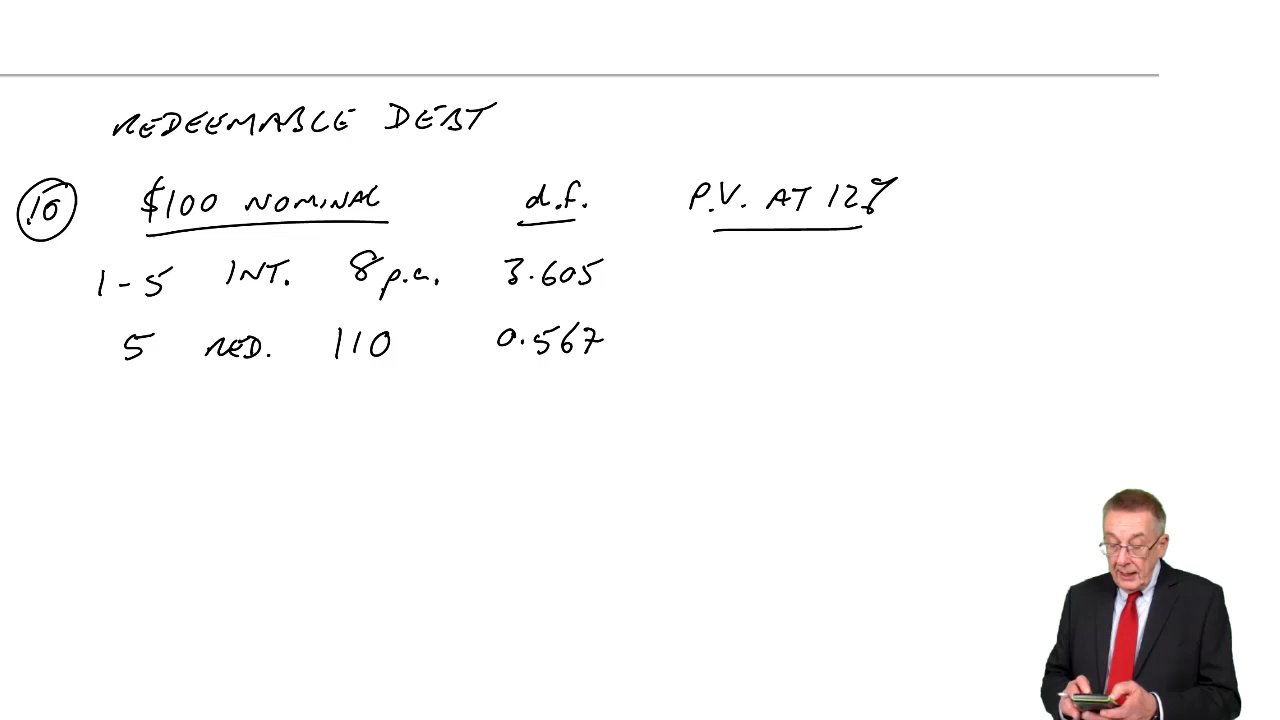 REDEEMABLE DEBT
10 $100 NOMINAL d.f. P.V. AT 12%
1-5 INT. 8 p.a. 3.605
5 RED. 110 0.567